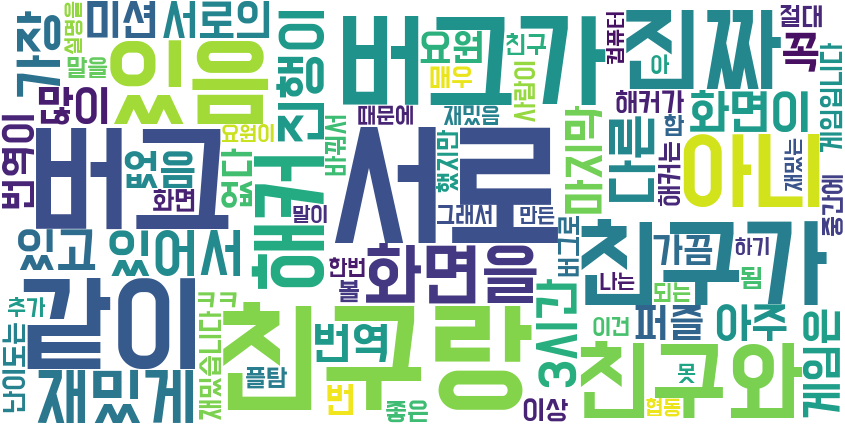 가장
설명을
말을
미션
서로의
있음
진행이
버그가
요원
매우
친구
사람이
진짜
컴퓨터
아
절대
꼭
많이
요원이
때문에
재밌음
해커가
함
화면이
게임입니다
번역이
버그
없음
화면
없다
해커
바꿔서
말이
서로
했지만
그래서
만든
마지막
다른
해커는
아니
재밌는
중간에
있고
있어서
한번
볼
화면을
버그로
나는
친구가
가끔
하기
됨
되는
난이도는
추가
같이
재밌게
ㅋㅋ
재밌습니다
플탐
친구랑
번역
번
좋은
3시간
이상
이건
퍼즐
아주
친구와
협동
못
게임은